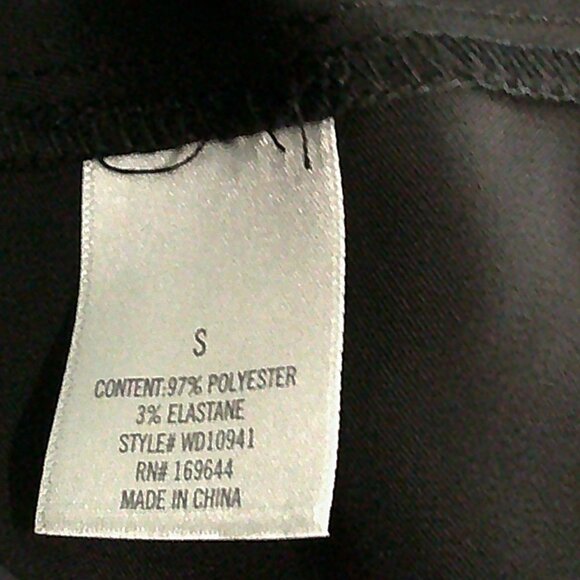 S
CONTENT:97% POLYESTER
3% ELASTANE
STYLE# WD10941
RN# 169644
MADE IN CHINA